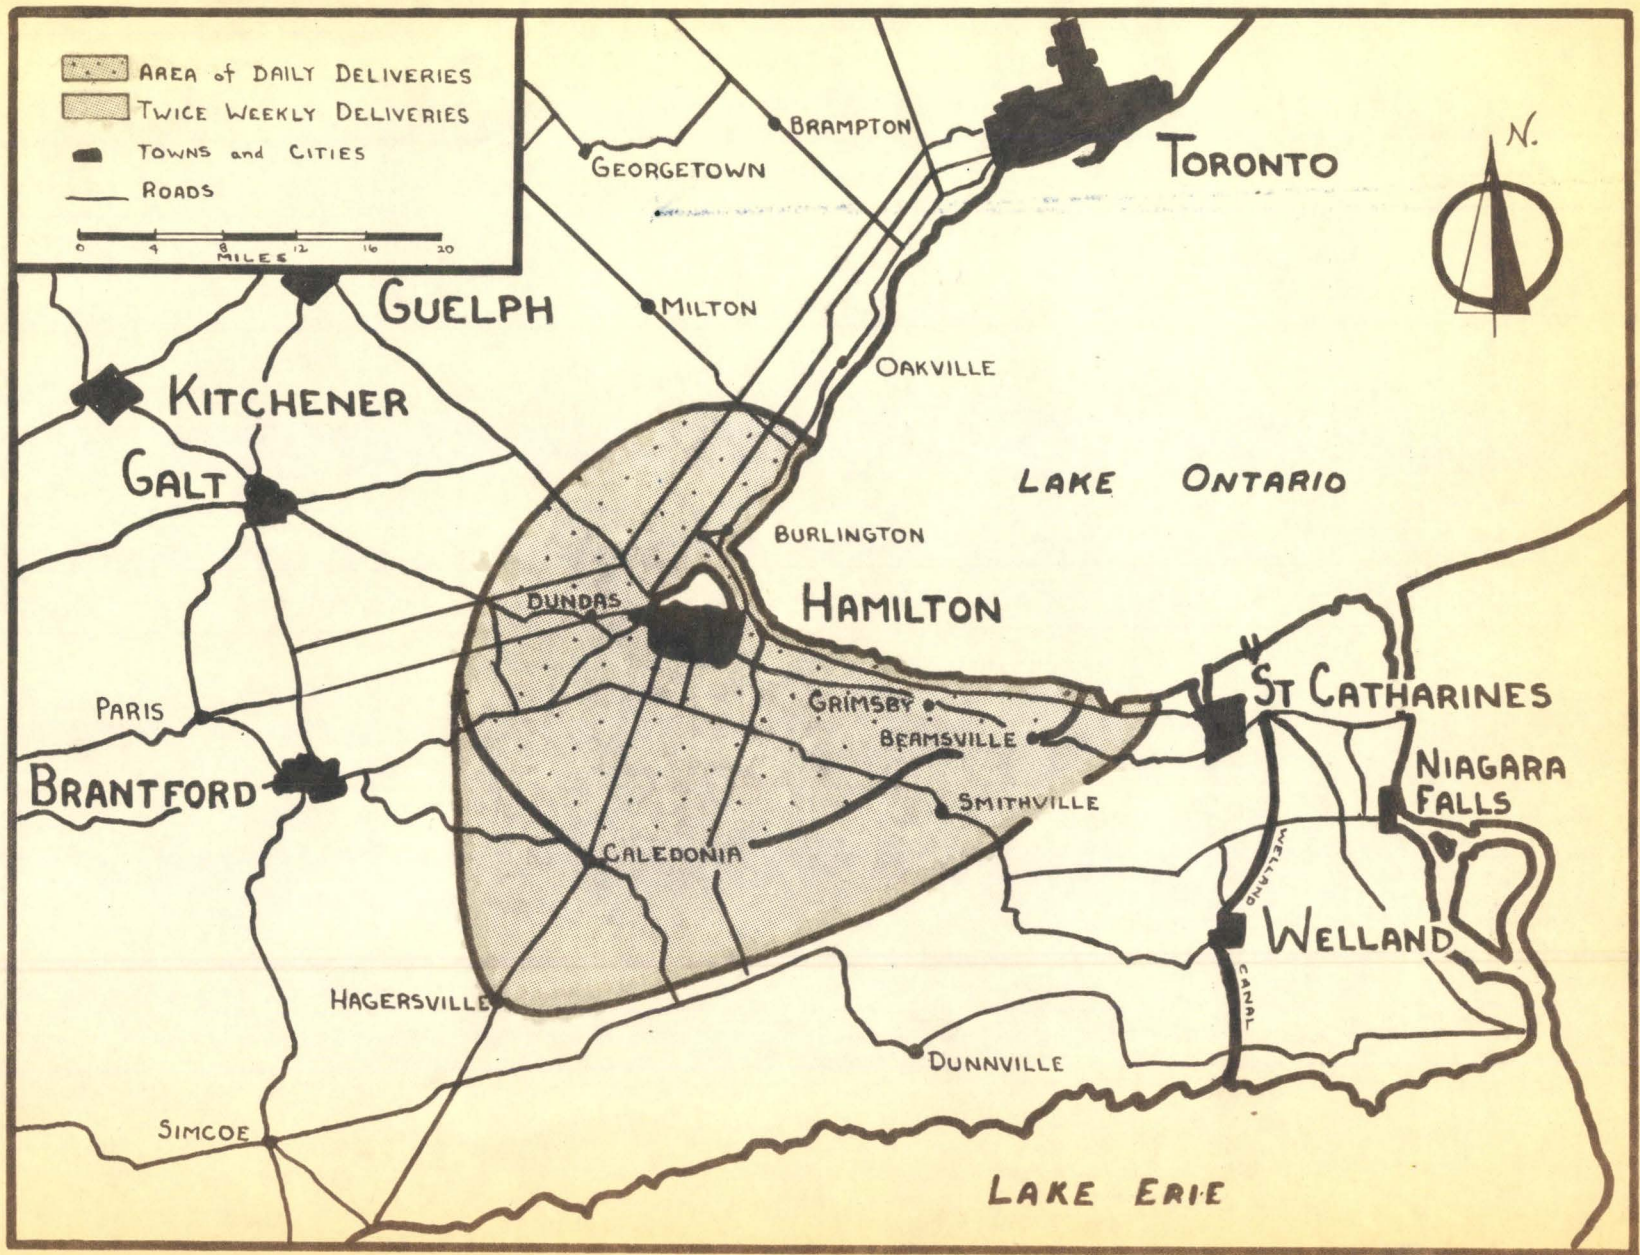 AREA of DAILY DELIVERIES
TWICE WEEKLY DELIVERIES
TOWNS and CITIES
ROADS
0 4 8 12 16 20
MILES
N.
BRAMPTON
TORONTO
GEORGETOWN
GUELPH
MILTON
OAKVILLE
KITCHENER
GALT
LAKE ONTARIO
BURLINGTON
DUNDAS
HAMILTON
PARIS
GRIMSBY
ST CATHARINES
BEAMSVILLE
BRANTFORD
NIAGARA
FALLS
SMITHVILLE
CALEDONIA
WELLAND
CANAL
WELLAND
HAGERSVILLE
DUNNVILLE
SIMCOE
LAKE ERIE